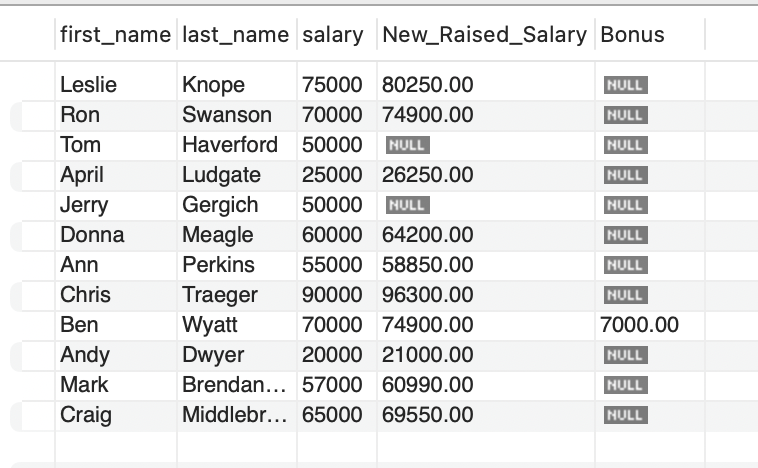 first_name last_name salary New_Raised_Salary Bonus
Leslie Knope 75000 80250.00 NULL
Ron Swanson 70000 74900.00 NULL
Tom Haverford 50000 NULL NULL
April Ludgate 25000 26250.00 NULL
Jerry Gergich 50000 NULL NULL
Donna Meagle 60000 64200.00 NULL
Ann Perkins 55000 58850.00 NULL
Chris Traeger 90000 96300.00 NULL
Ben Wyatt 70000 74900.00 7000.00
Andy Dwyer 20000 21000.00 NULL
Mark Brendan... 57000 60990.00 NULL
Craig Middlebr... 65000 69550.00 NULL